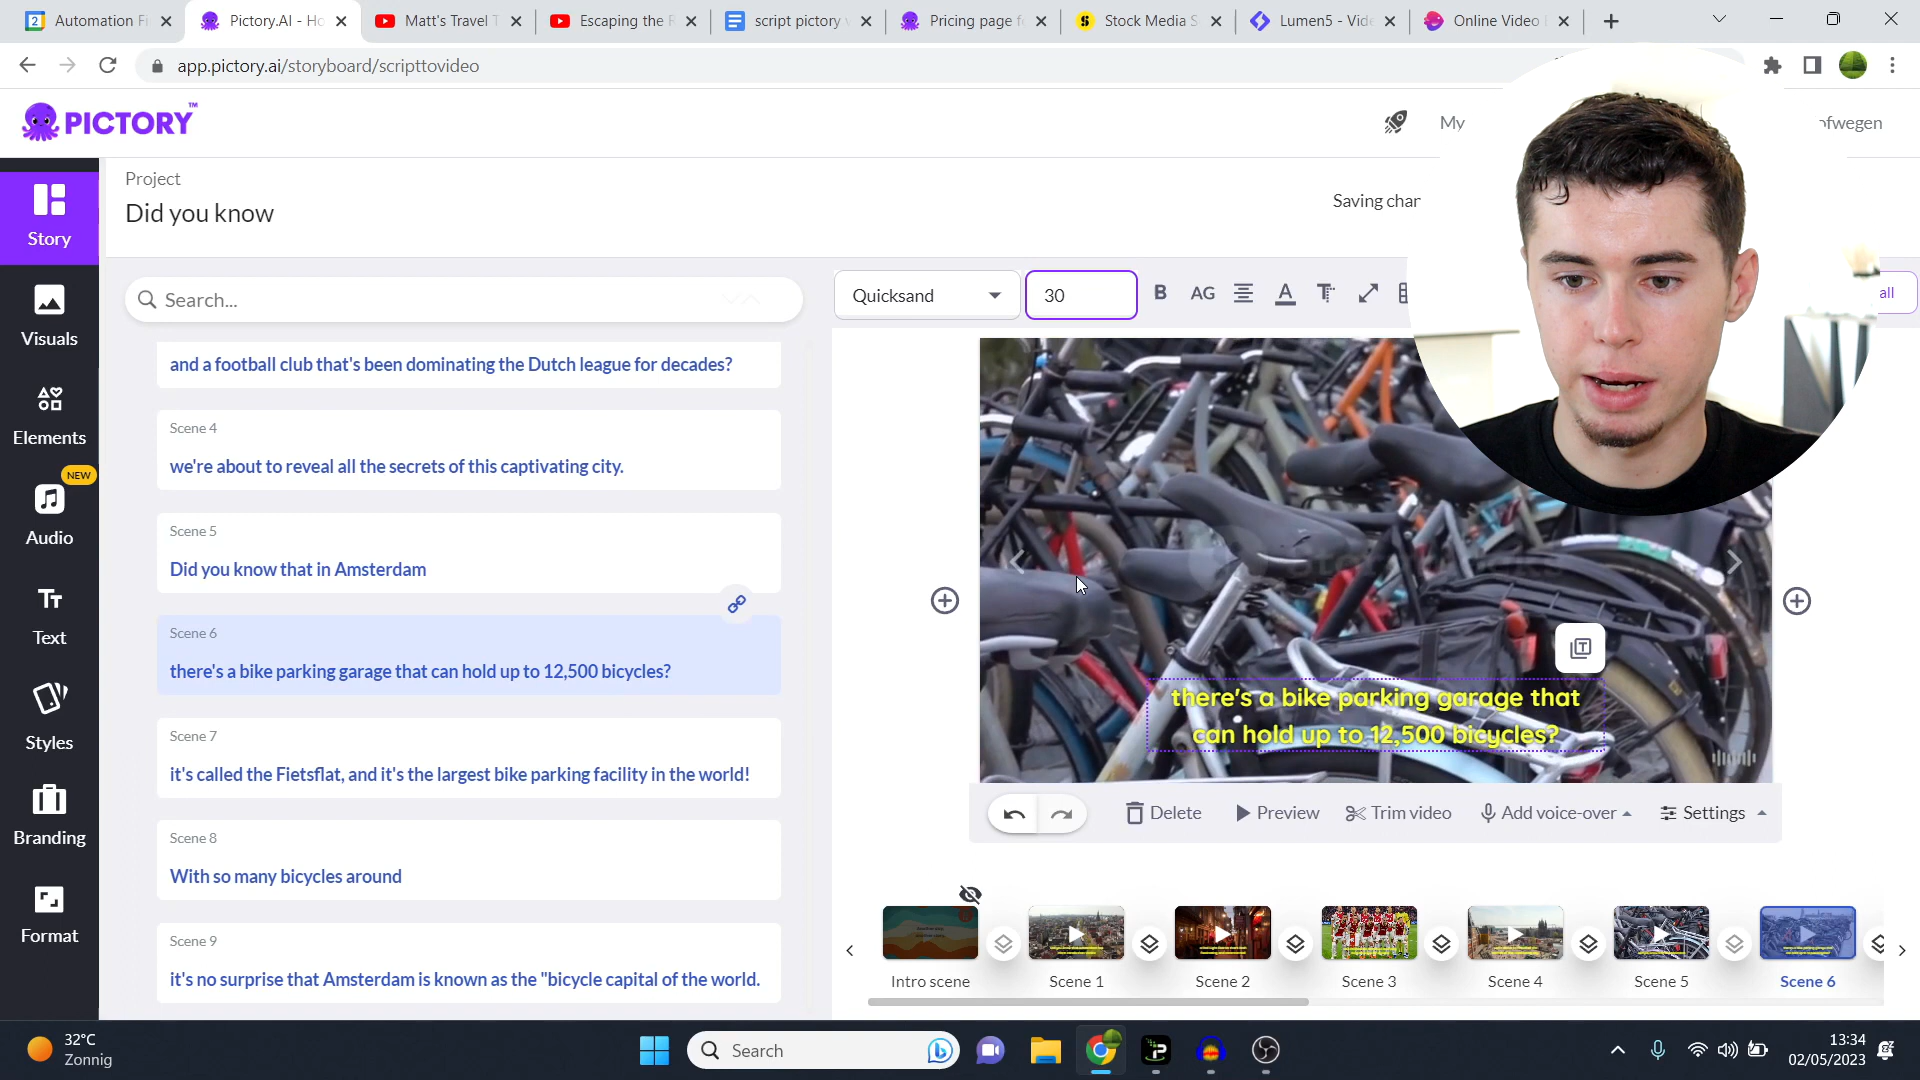 Automation Fi
Pictory.AI - Ho
Matt's Travel T
Escaping the R
script pictory v
Pricing page fo
Stock Media S
Lumen5 - Vide
Online Video
app.pictory.ai/storyboard/scripttovideo
PICTORY™
My
ofwegen
Story
Visuals
Elements
NEW
Audio
Text
Styles
Branding
Format
Project
Did you know
Saving chan
Search...
Quicksand
30
B
AG
A
all
and a football club that's been dominating the Dutch league for decades?
Scene 4
we're about to reveal all the secrets of this captivating city.
Scene 5
Did you know that in Amsterdam
Scene 6
there's a bike parking garage that can hold up to 12,500 bicycles?
Scene 7
it's called the Fietsflat, and it's the largest bike parking facility in the world!
Scene 8
With so many bicycles around
Scene 9
it's no surprise that Amsterdam is known as the "bicycle capital of the world.
there's a bike parking garage that
can hold up to 12,500 bicycles?
Delete
Preview
Trim video
Add voice-over
Settings
Intro scene
Scene 1
Scene 2
Scene 3
Scene 4
Scene 5
Scene 6
32°C
Zonnig
Search
13:34
02/05/2023